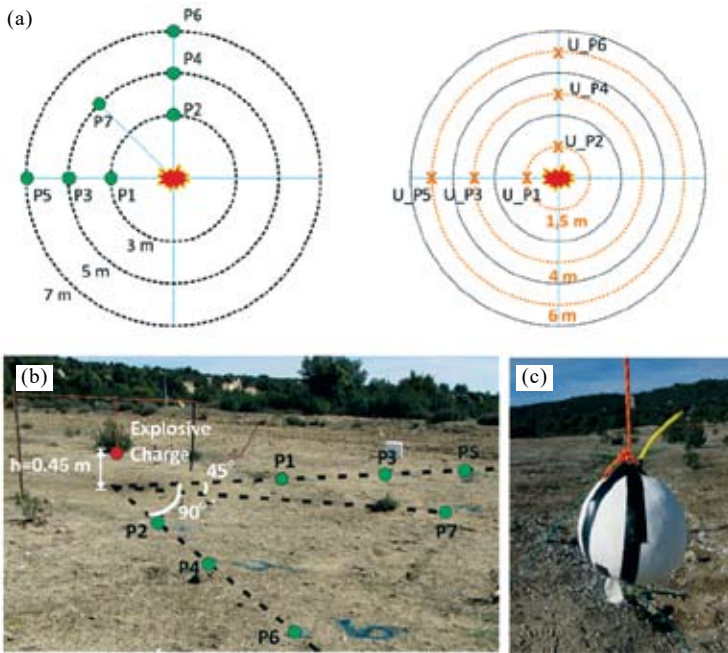 (a)
P6
P4
P2
P7
P5 P3 P1
3 m
5 m
7 m
U_P6
U_P4
U_P2
U_P5 U_P3 U_P1
1,5 m
4 m
6 m
(b)
Explosive
Charge
h=0.45 m
45°
90°
P1
P3
P5
P7
P2
P4
P6
(c)